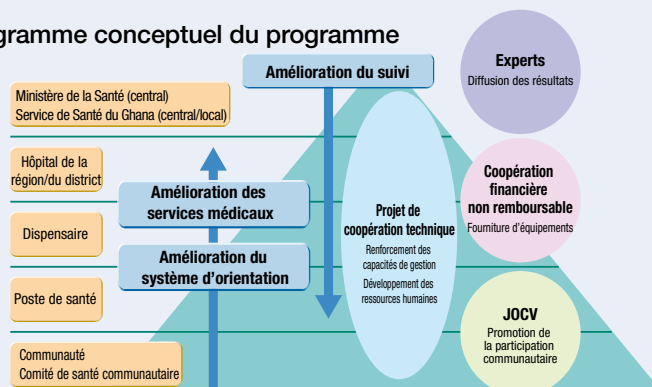 gramme conceptuel du programme
Amélioration du suivi
Experts
Diffusion des résultats
Ministère de la Santé (central)
Service de Santé du Ghana (central/local)
Hôpital de la
région/du district
Amélioration des
services médicaux
Coopération
financière
non remboursable
Fourniture d'équipements
Projet de
coopération technique
Renforcement des
capacités de gestion
Développement des
ressources humaines
Dispensaire
Amélioration du
système d'orientation
Poste de santé
JOCV
Promotion de
la participation
communautaire
Communauté
Comité de santé communautaire